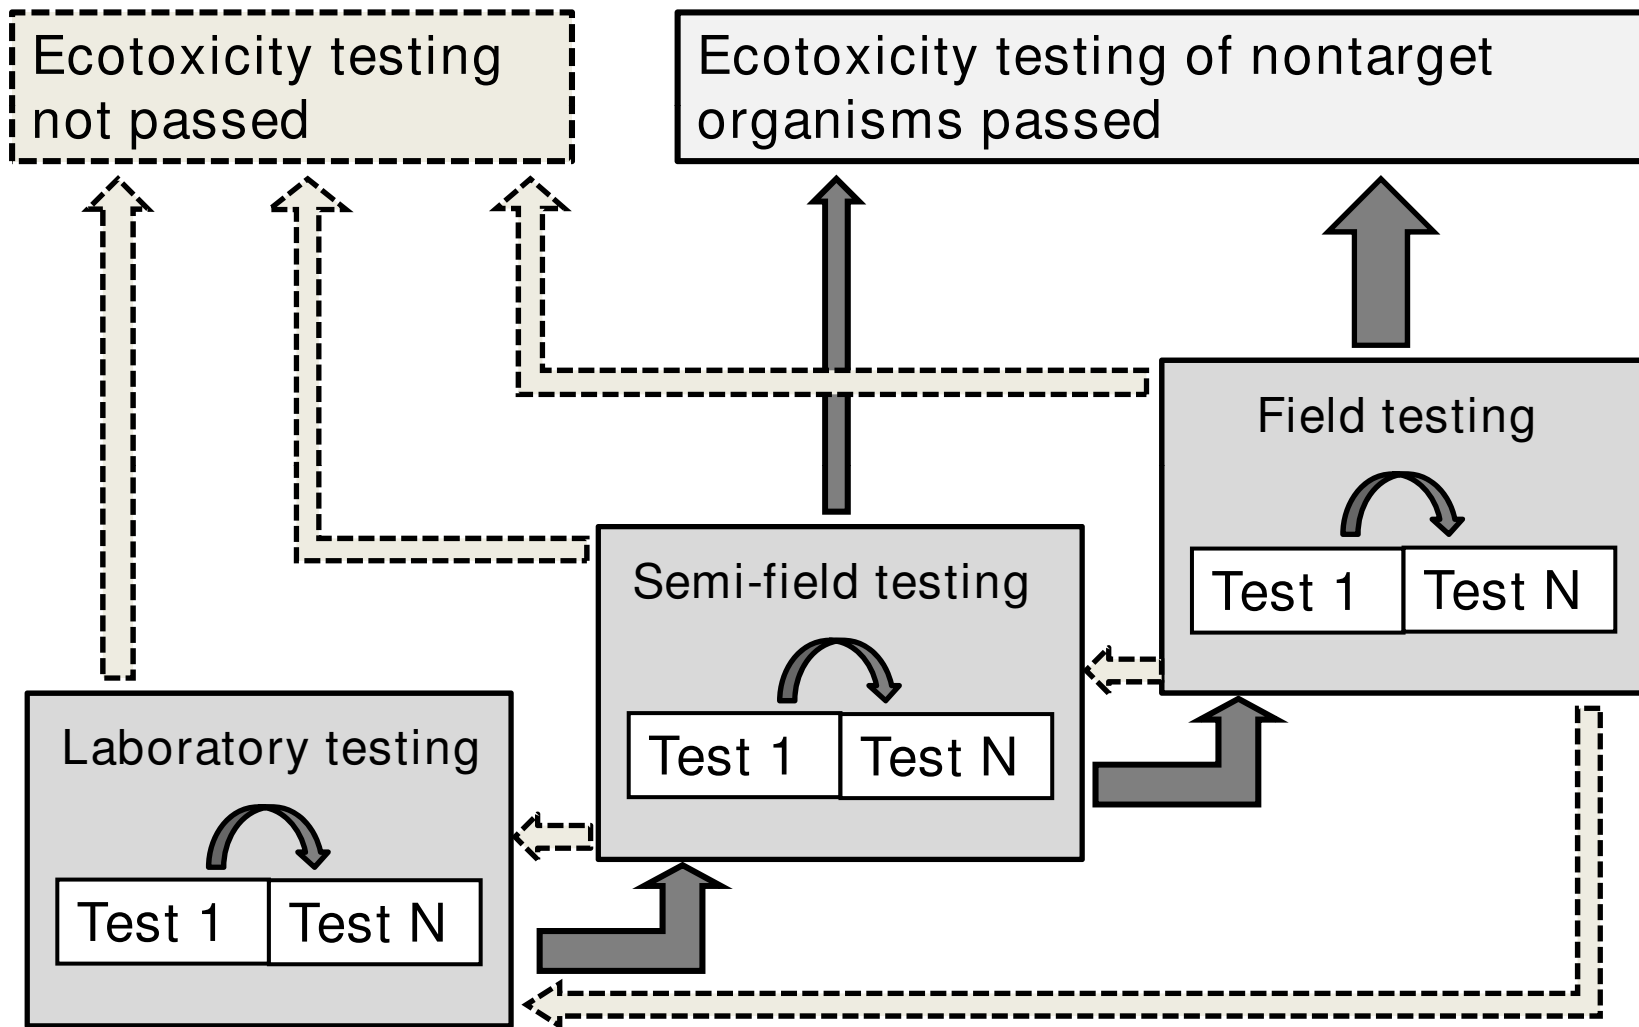 Ecotoxicity testing
not passed
Ecotoxicity testing of nontarget
organisms passed
Field testing
Test 1
Test N
Semi-field testing
Test 1
Test N
Laboratory testing
Test 1
Test N